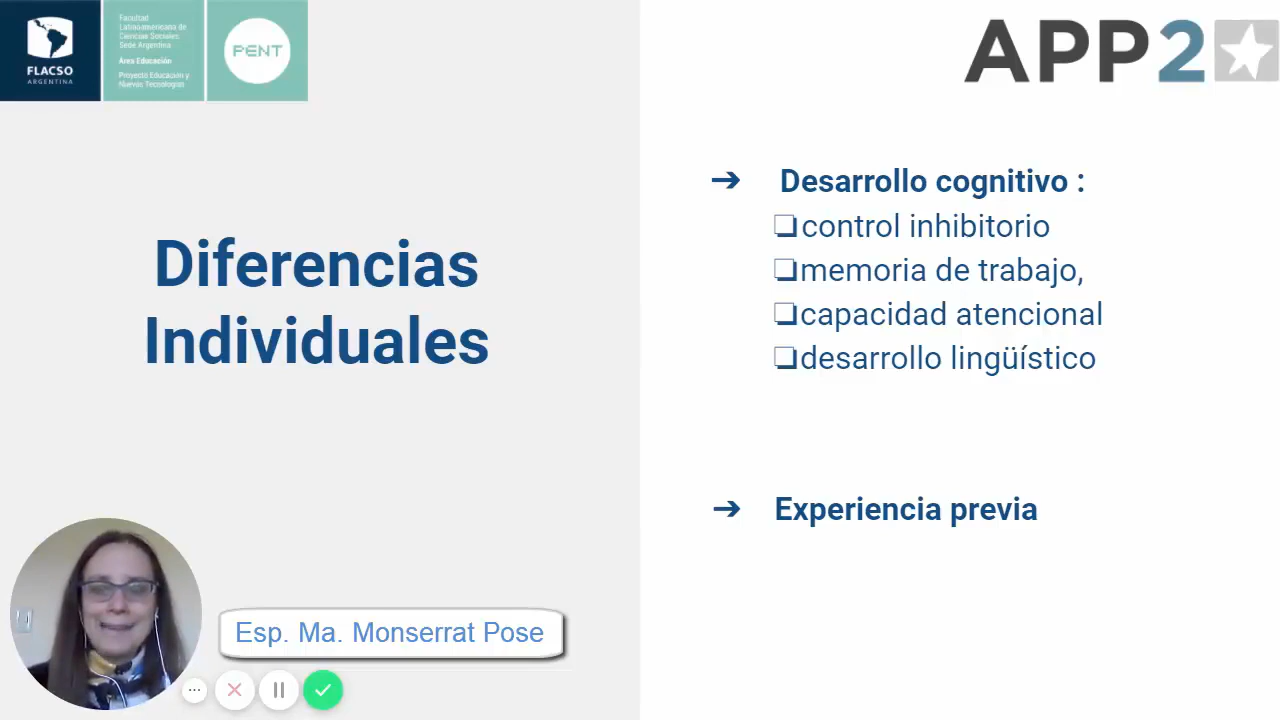 FLACSO
ARGENTINA
Facultad
Latinoamericana de
Ciencias Sociales.
Sede Argentina
Área Educación
Proyecto Educación y
Nuevas Tecnologías
PENT
APP2
Diferencias
Individuales
➔ Desarrollo cognitivo :
❏control inhibitorio
❏memoria de trabajo,
❏capacidad atencional
❏desarrollo lingüístico
➔ Experiencia previa
Esp. Ma. Monserrat Pose